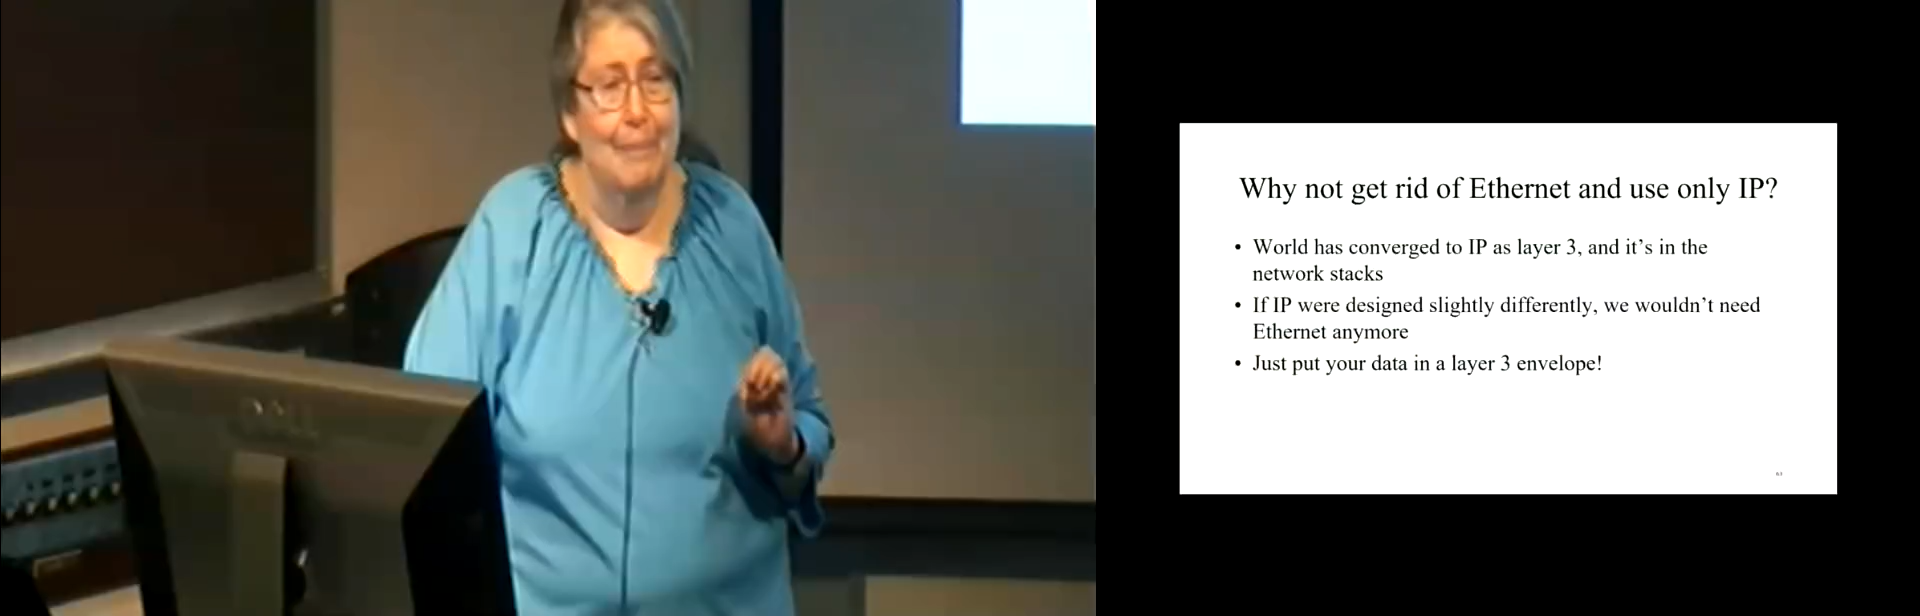 DELL
Why not get rid of Ethernet and use only IP?
• World has converged to IP as layer 3, and it’s in the
network stacks
• If IP were designed slightly differently, we wouldn’t need
Ethernet anymore
• Just put your data in a layer 3 envelope!